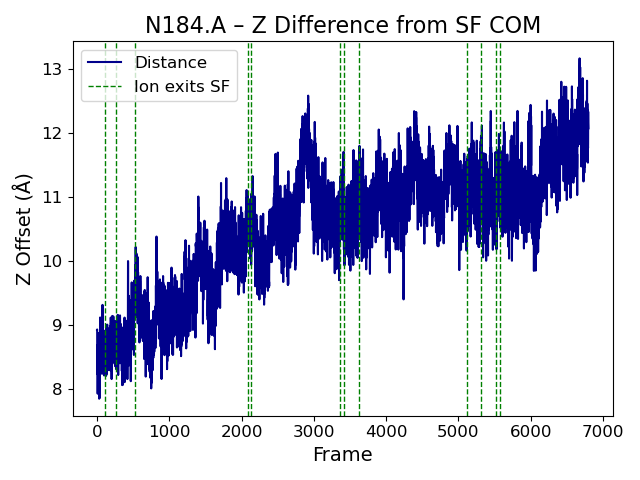 N184.A – Z Difference from SF COM
Distance
Ion exits SF
Z Offset (Å)
13
12
11
10
9
8
0 1000 2000 3000 4000 5000 6000 7000
Frame